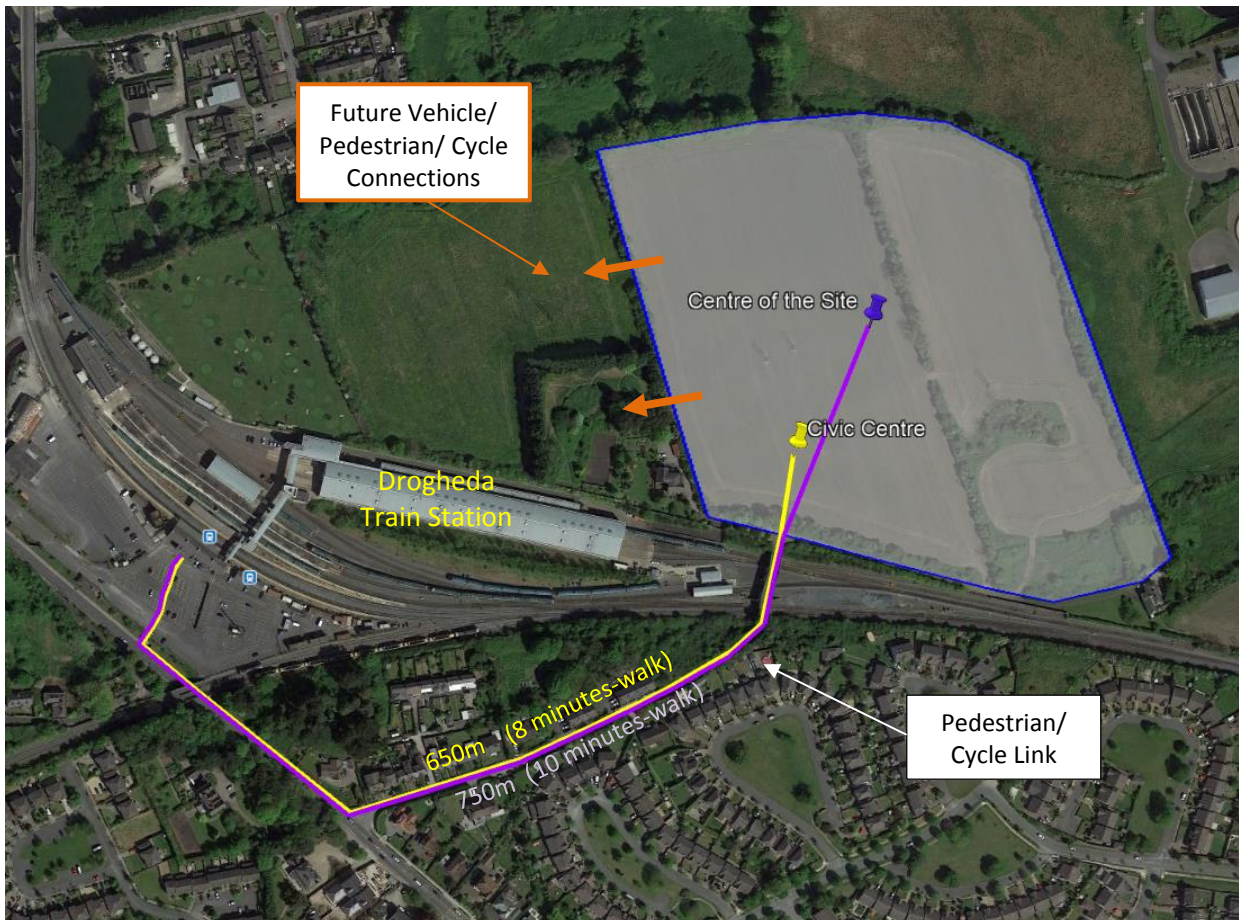 Future Vehicle/
Pedestrian/ Cycle
Connections
Centre of the Site
Civic Centre
Drogheda
Train Station
650m (8 minutes-walk)
750m (10 minutes-walk)
Pedestrian/
Cycle Link